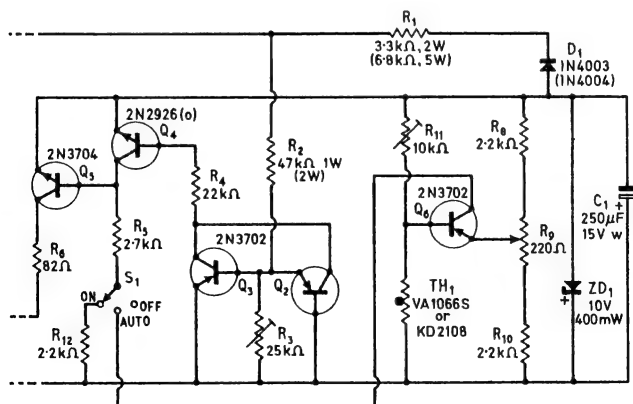 R1
3·3kΩ, 2W
(6·8kΩ, 5W)
D1
1N4003
(1N4004)
2N2926(o)
Q4
2N3704
Q5
R2
47kΩ 1W
(2W)
R11
10kΩ
R8
2·2kΩ
R4
22kΩ
2N3702
Q6
C1
250µF
15V w
R5
2·7kΩ
2N3702
R9
220Ω
R6
82Ω
S1
Q3
Q2
TH1
VA1066S
or
KD2108
ZD1
10V
400mW
ON
OFF
AUTO
R12
2·2kΩ
R3
25kΩ
R10
2·2kΩ